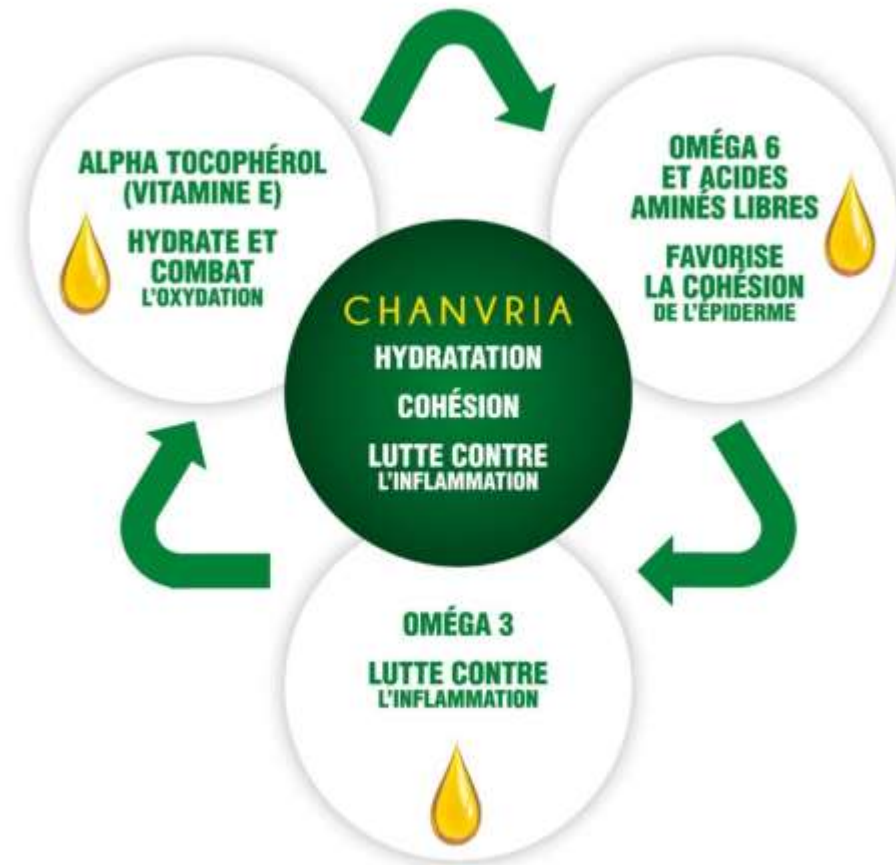 ALPHA TOCOPHÉROL
(VITAMINE E)
HYDRATE ET
COMBAT
L'OXYDATION
OMÉGA 6
ET ACIDES
AMINÉS LIBRES
FAVORISE
LA COHÉSION
DE L'ÉPIDERME
CHANVRIA
HYDRATATION
COHÉSION
LUTTE CONTRE
L'INFLAMMATION
OMÉGA 3
LUTTE CONTRE
L'INFLAMMATION